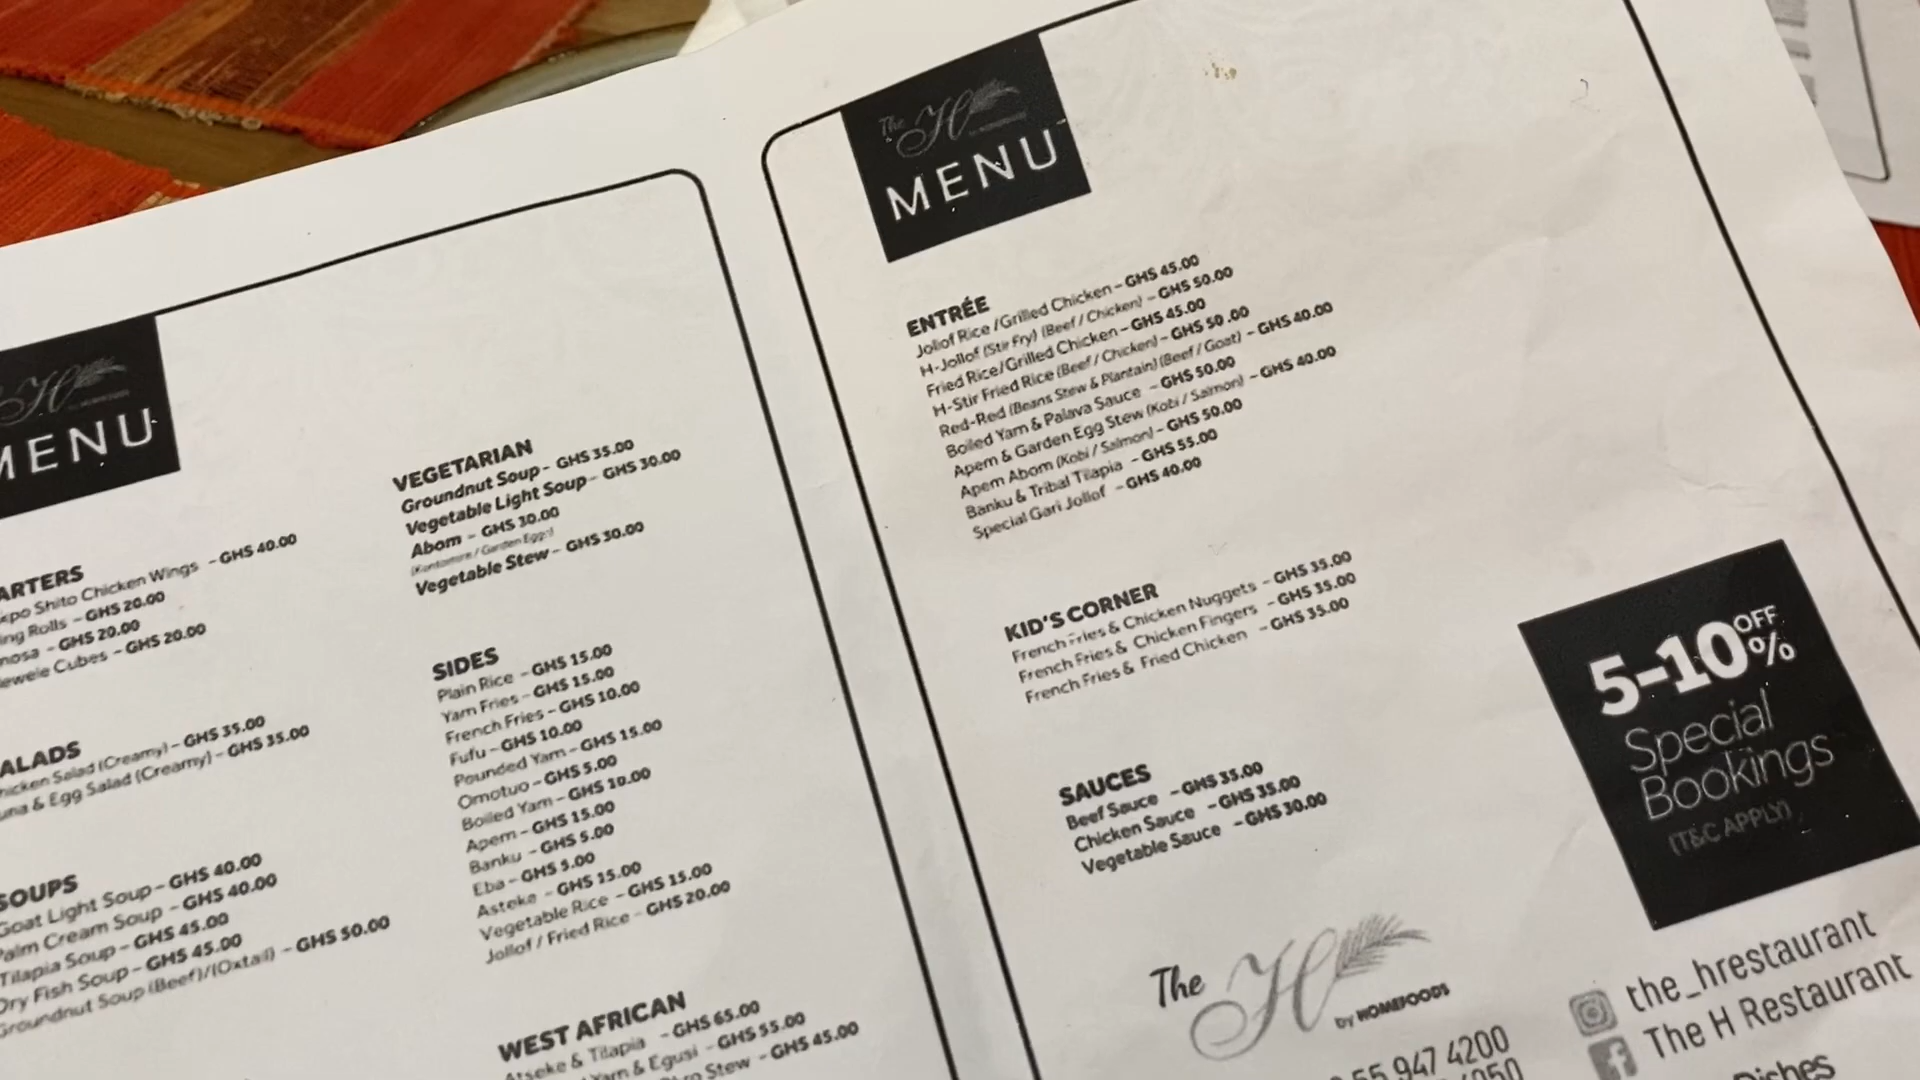 The H
MENU
ARTERS
Shito Chicken Wings - GHS 40.00
Rolls - GHS 20.00
- GHS 20.00
Cubes - GHS 20.00
ALADS
Salad (Creamy) - GHS 35.00
& Egg Salad (Creamy) - GHS 35.00
SOUPS
Goat Light Soup - GHS 40.00
Palm Cream Soup - GHS 40.00
Tilapia Soup - GHS 45.00
Dry Fish Soup - GHS 45.00
Groundnut Soup (Beef)/(Oxtail) - GHS 50.00
VEGETARIAN
Groundnut Soup - GHS 35.00
Vegetable Light Soup - GHS 30.00
Abom - GHS 30.00
(Kontomire / Garden Egg)
Vegetable Stew - GHS 30.00
SIDES
Plain Rice - GHS 15.00
Yam Fries - GHS 15.00
French Fries - GHS 10.00
Fufu - GHS 10.00
Pounded Yam - GHS 15.00
Omotuo - GHS 5.00
Boiled Yam - GHS 10.00
Apem - GHS 15.00
Banku - GHS 5.00
Eba - GHS 5.00
Asteke - GHS 15.00
Vegetable Rice - GHS 15.00
Jollof / Fried Rice - GHS 20.00
WEST AFRICAN
Atseke & Tilapia - GHS 65.00
Yam & Egusi - GHS 55.00
Stew - GHS 45.00
The H
MENU
ENTRÉE
Jollof Rice /Grilled Chicken - GHS 45.00
H-Jollof (Stir Fry) (Beef / Chicken) - GHS 50.00
Fried Rice/Grilled Chicken - GHS 45.00
H-Stir Fried Rice (Beef / Chicken) - GHS 50.00
Red-Red (Beans Stew & Plantain) (Beef / Goat) - GHS 40.00
Boiled Yam & Palava Sauce - GHS 50.00
Apem & Garden Egg Stew (Kobi / Salmon) - GHS 40.00
Apem Abom (Kobi / Salmon) - GHS 50.00
Banku & Tribal Tilapia - GHS 55.00
Special Gari Jollof - GHS 40.00
KID'S CORNER
French Fries & Chicken Nuggets - GHS 35.00
French Fries & Chicken Fingers - GHS 35.00
French Fries & Fried Chicken - GHS 35.00
SAUCES
Beef Sauce - GHS 35.00
Chicken Sauce - GHS 35.00
Vegetable Sauce - GHS 30.00
5-10% OFF
Special
Bookings
(T&C APPLY)
The H
by HOMEFOODS
55 947 4200
the_hrestaurant
The H Restaurant
Dishes